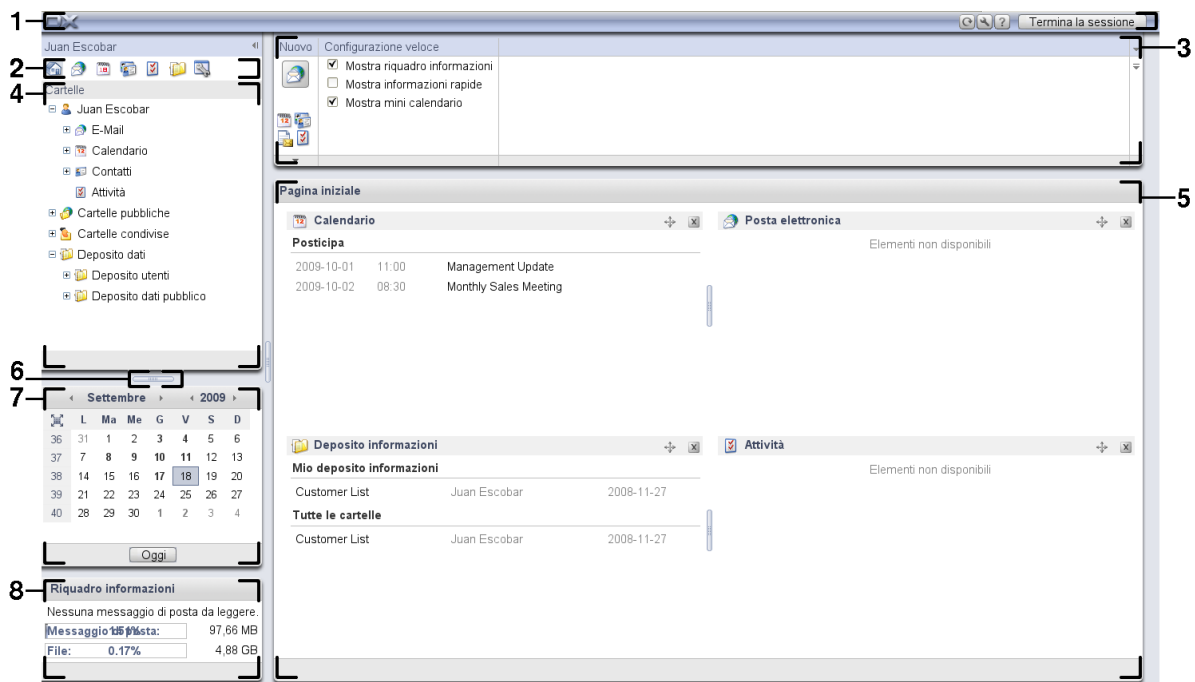 1
OX
Termina la sessione
Juan Escobar
Nuovo
Configurazione veloce
3
2
Mostra riquadro informazioni
Mostra informazioni rapide
Mostra mini calendario
4
Cartelle
Juan Escobar
E-Mail
Calendario
Contatti
Attività
Cartelle pubbliche
Cartelle condivise
Deposito dati
Deposito utenti
Deposito dati pubblico
Pagina iniziale
5
Calendario
Posticipa
2009-10-01 11:00 Management Update
2009-10-02 08:30 Monthly Sales Meeting
Posta elettronica
Elementi non disponibili
6
7
Settembre 2009
L Ma Me G V S D
36 31 1 2 3 4 5 6
37 7 8 9 10 11 12 13
38 14 15 16 17 18 19 20
39 21 22 23 24 25 26 27
40 28 29 30 1 2 3 4
Oggi
Deposito informazioni
Mio deposito informazioni
Customer List Juan Escobar 2008-11-27
Tutte le cartelle
Customer List Juan Escobar 2008-11-27
Attività
Elementi non disponibili
8
Riquadro informazioni
Nessuna messaggio di posta da leggere.
Messaggio di posta: 97,66 MB
File: 0.17% 4,88 GB